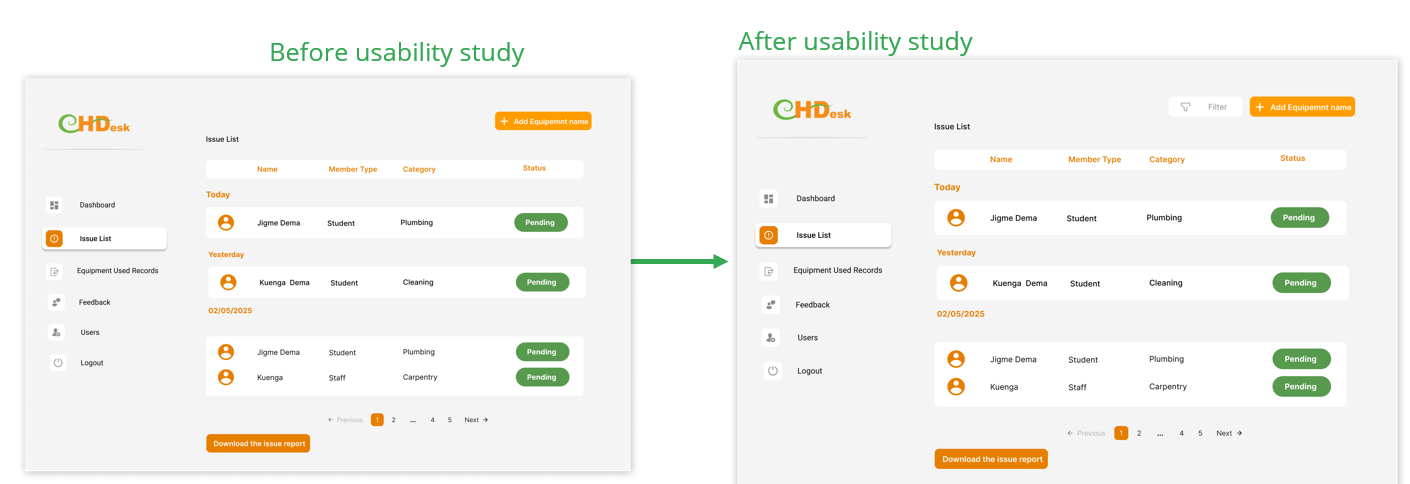 Before usability study
CHDesk
Add Equipemnt name
Issue List
Name Member Type Category Status
Today
Dashboard
Jigme Dema Student Plumbing Pending
Issue List
Yesterday
Equipment Used Records
Kuenga Dema Student Cleaning Pending
Feedback
02/05/2025
Users
Jigme Dema Student Plumbing Pending
Logout
Kuenga Staff Carpentry Pending
← Previous 1 2 ... 4 5 Next →
Download the issue report
After usability study
CHDesk
Filter
Add Equipemnt name
Issue List
Name Member Type Category Status
Today
Dashboard
Jigme Dema Student Plumbing Pending
Issue List
Yesterday
Equipment Used Records
Kuenga Dema Student Cleaning Pending
Feedback
02/05/2025
Users
Jigme Dema Student Plumbing Pending
Logout
Kuenga Staff Carpentry Pending
← Previous 1 2 ... 4 5 Next →
Download the issue report